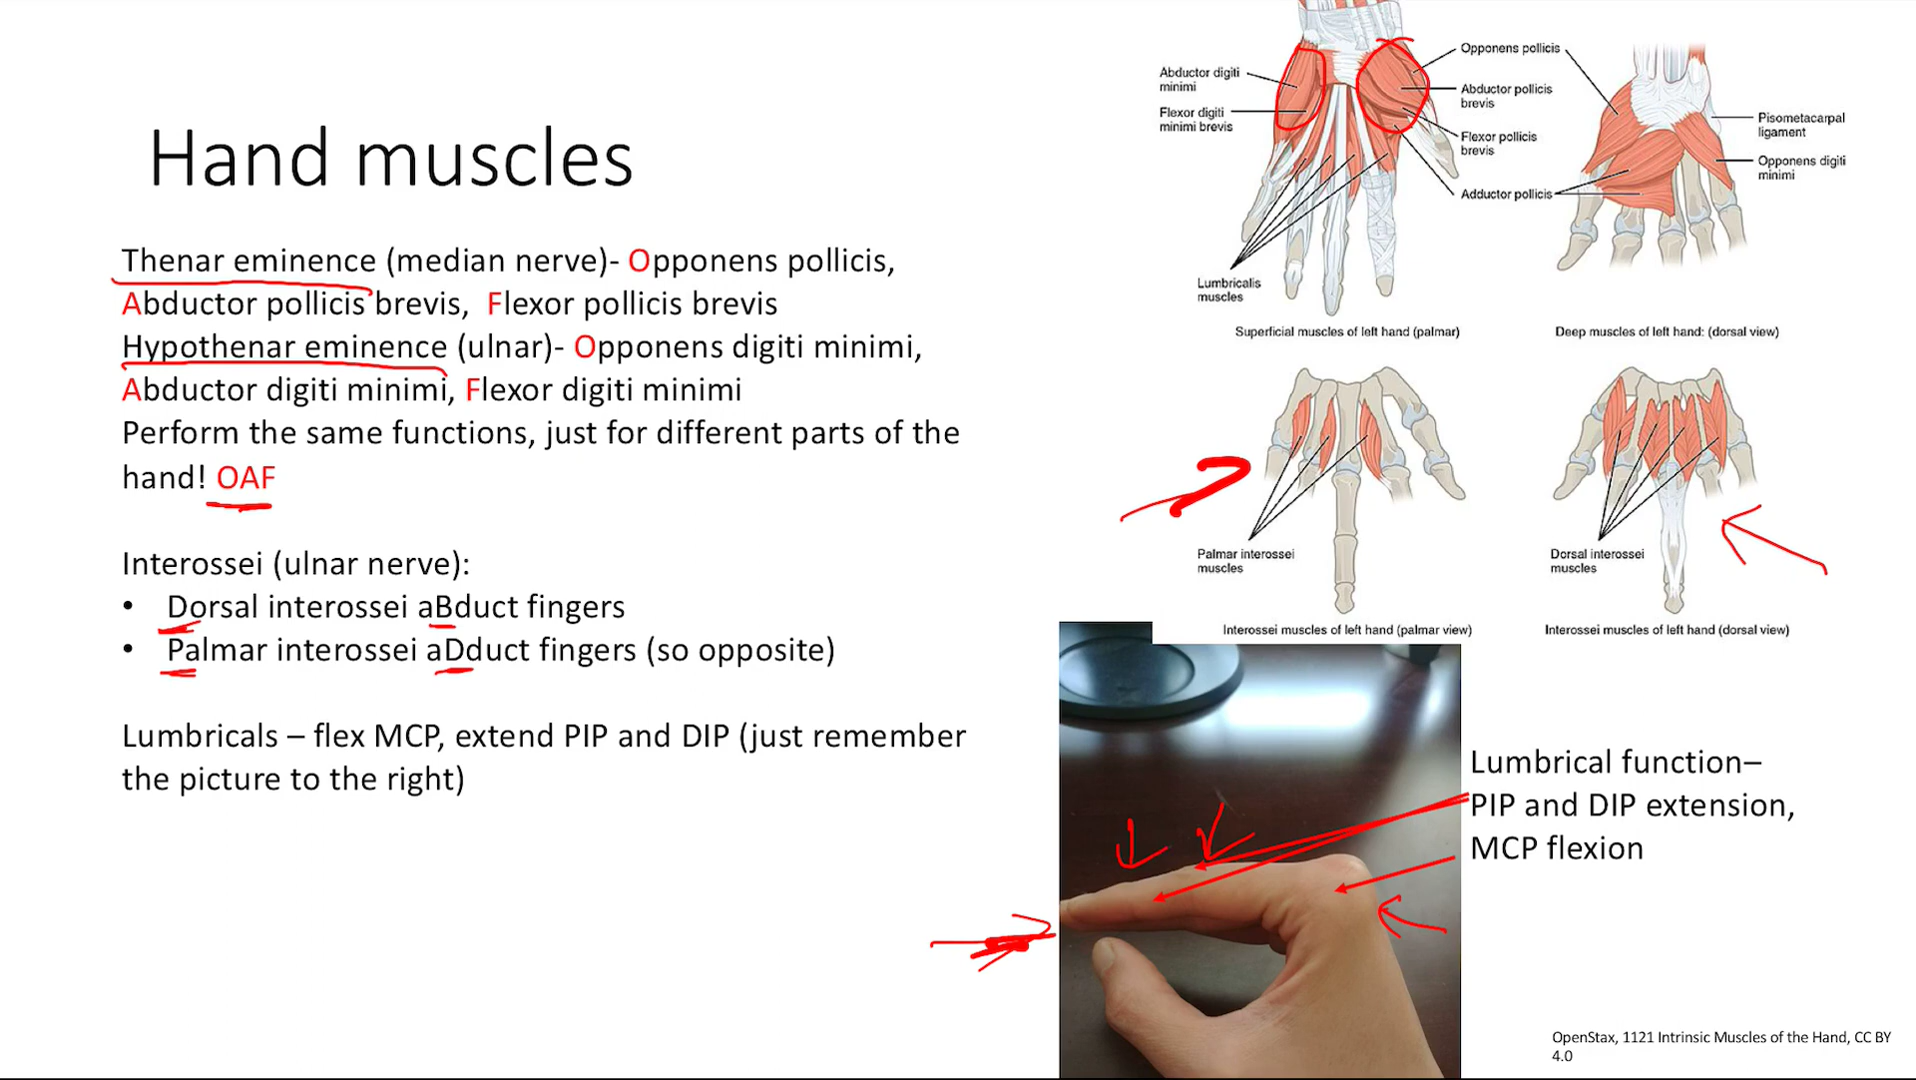 Hand muscles
Thenar eminence (median nerve)- Opponens pollicis,
Abductor pollicis brevis,  Flexor pollicis brevis
Hypothenar eminence (ulnar)- Opponens digiti minimi,
Abductor digiti minimi, Flexor digiti minimi
Perform the same functions, just for different parts of the
hand! OAF
Interossei (ulnar nerve):
• Dorsal interossei aBduct fingers
• Palmar interossei aDduct fingers (so opposite)
Lumbricals – flex MCP, extend PIP and DIP (just remember
the picture to the right)
Abductor digiti
minimi
Flexor digiti
minimi brevis
Lumbricalis
muscles
Opponens pollicis
Abductor pollicis
brevis
Flexor pollicis
brevis
Adductor pollicis
Pisometacarpal
ligament
Opponens digiti
minimi
Superficial muscles of left hand (palmar)
Deep muscles of left hand: (dorsal view)
Palmar interossei
muscles
Dorsal interossei
muscles
Interossei muscles of left hand (palmar view)
Interossei muscles of left hand (dorsal view)
Lumbrical function–
PIP and DIP extension,
MCP flexion
OpenStax, 1121 Intrinsic Muscles of the Hand, CC BY
4.0